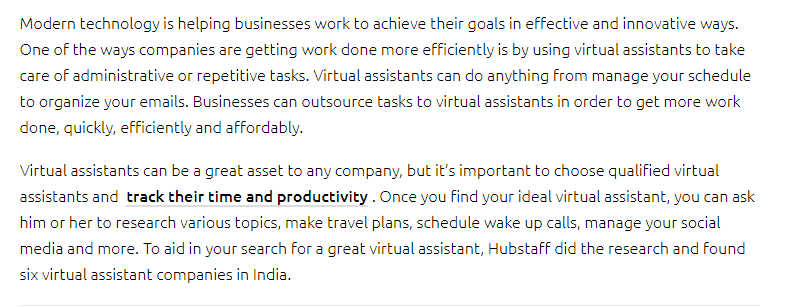 Modern technology is helping businesses work to achieve their goals in effective and innovative ways.
One of the ways companies are getting work done more efficiently is by using virtual assistants to take
care of administrative or repetitive tasks. Virtual assistants can do anything from manage your schedule
to organize your emails. Businesses can outsource tasks to virtual assistants in order to get more work
done, quickly, efficiently and affordably.
Virtual assistants can be a great asset to any company, but it's important to choose qualified virtual
assistants and track their time and productivity . Once you find your ideal virtual assistant, you can ask
him or her to research various topics, make travel plans, schedule wake up calls, manage your social
media and more. To aid in your search for a great virtual assistant, Hubstaff did the research and found
six virtual assistant companies in India.